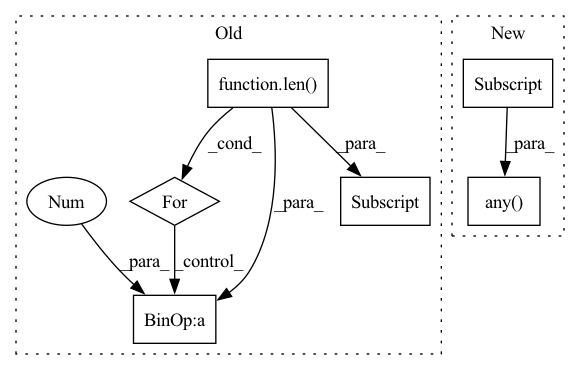 Old
New
function.len()
Subscript
_cond_
_para_
_para_
Num
For
_para_
Subscript
any()
_para_
_control_
BinOp:a